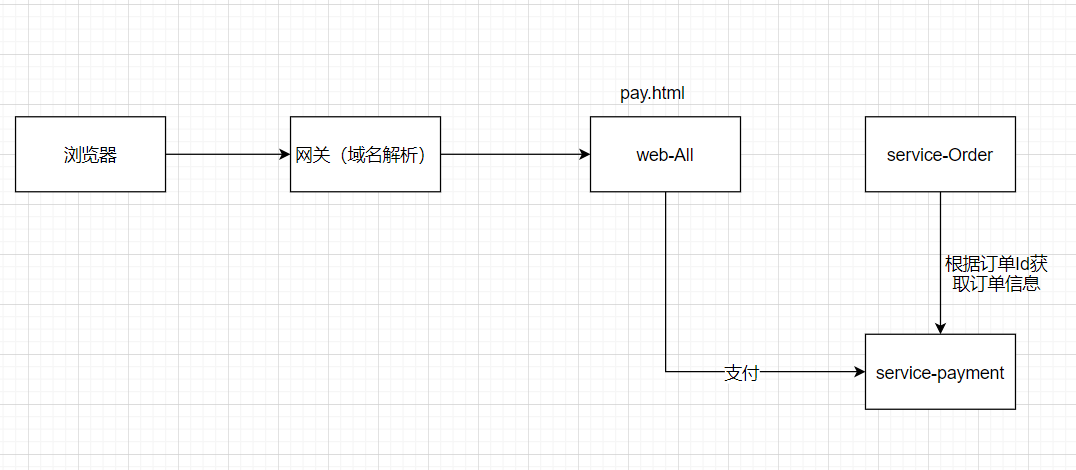 pay.html
浏览器
网关（域名解析）
web-All
service-Order
根据订单Id获
取订单信息
支付
service-payment